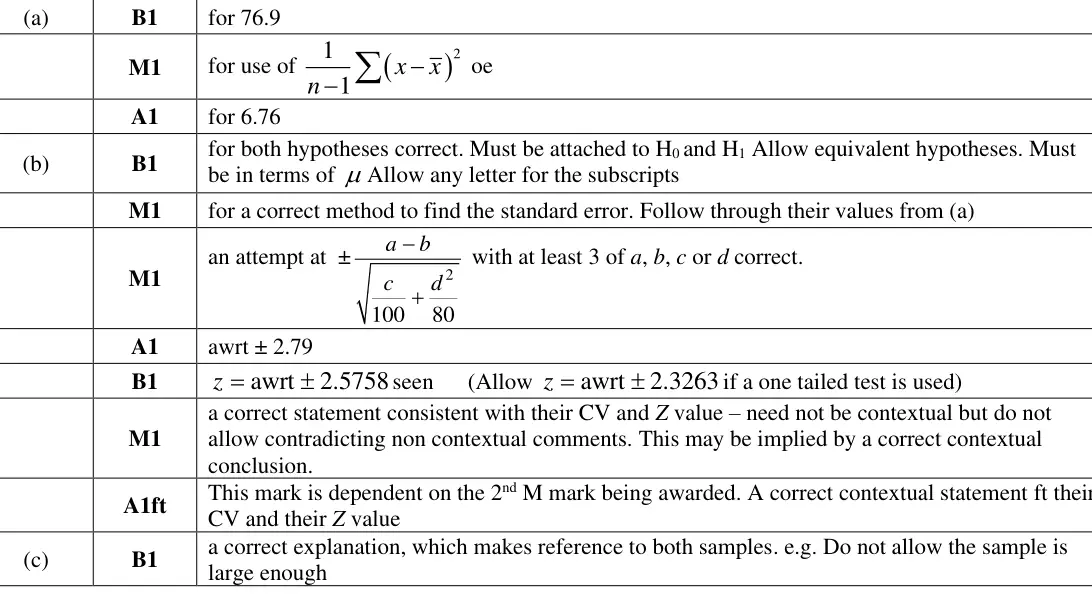 (a) B1 for 76.9
M1 for use of \frac{1}{n-1}\sum(x-\overline{x})^2 oe
A1 for 6.76
(b) B1 for both hypotheses correct. Must be attached to H₀ and H₁ Allow equivalent hypotheses. Must
be in terms of μ Allow any letter for the subscripts
M1 for a correct method to find the standard error. Follow through their values from (a)
M1 an attempt at ±\frac{a-b}{\sqrt{\frac{c}{100}+\frac{d^2}{80}}} with at least 3 of a, b, c or d correct.
A1 awrt ± 2.79
B1 z = awrt ± 2.5758 seen (Allow z = awrt ± 2.3263 if a one tailed test is used)
M1 a correct statement consistent with their CV and Z value – need not be contextual but do not
allow contradicting non contextual comments. This may be implied by a correct contextual
conclusion.
A1ft This mark is dependent on the 2nd M mark being awarded. A correct contextual statement ft their
CV and their Z value
(c) B1 a correct explanation, which makes reference to both samples. e.g. Do not allow the sample is
large enough